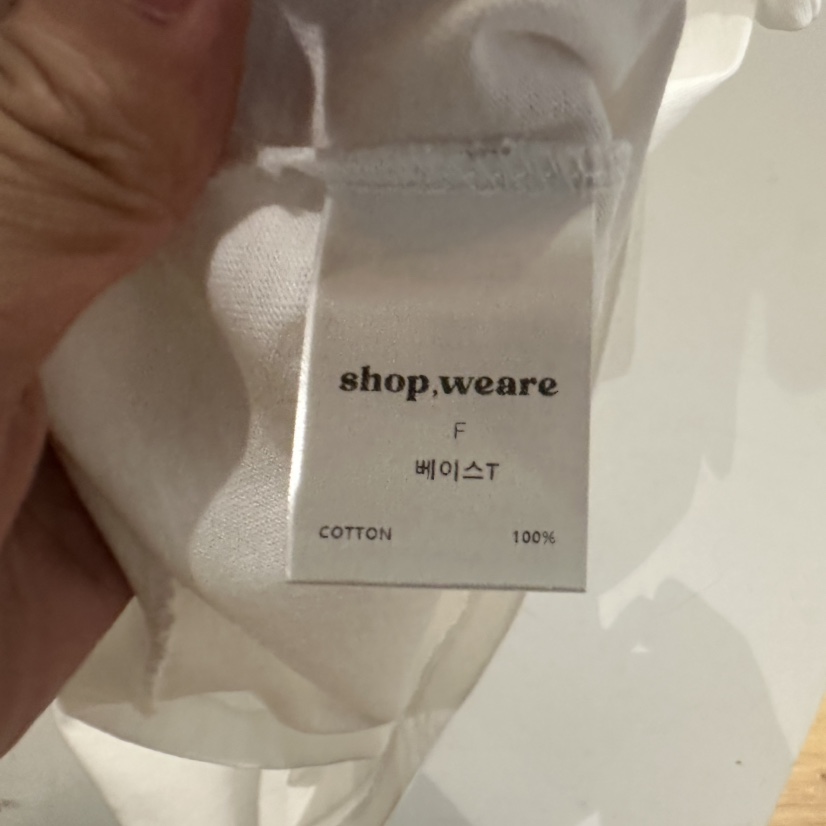 shop,weare
F
베이스T
COTTON 100%